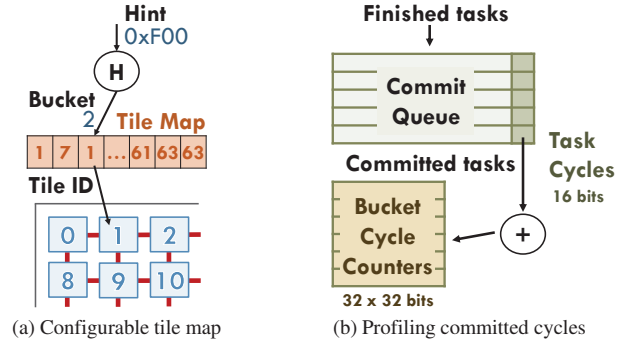 Hint
0xF00
H
Bucket
2
Tile Map
1 7 1 ... 61 63 63
Tile ID
0 1 2
8 9 10
(a) Configurable tile map
Finished tasks
Commit
Queue
Committed tasks
Task
Cycles
16 bits
Bucket
Cycle
Counters
+
32 x 32 bits
(b) Profiling committed cycles